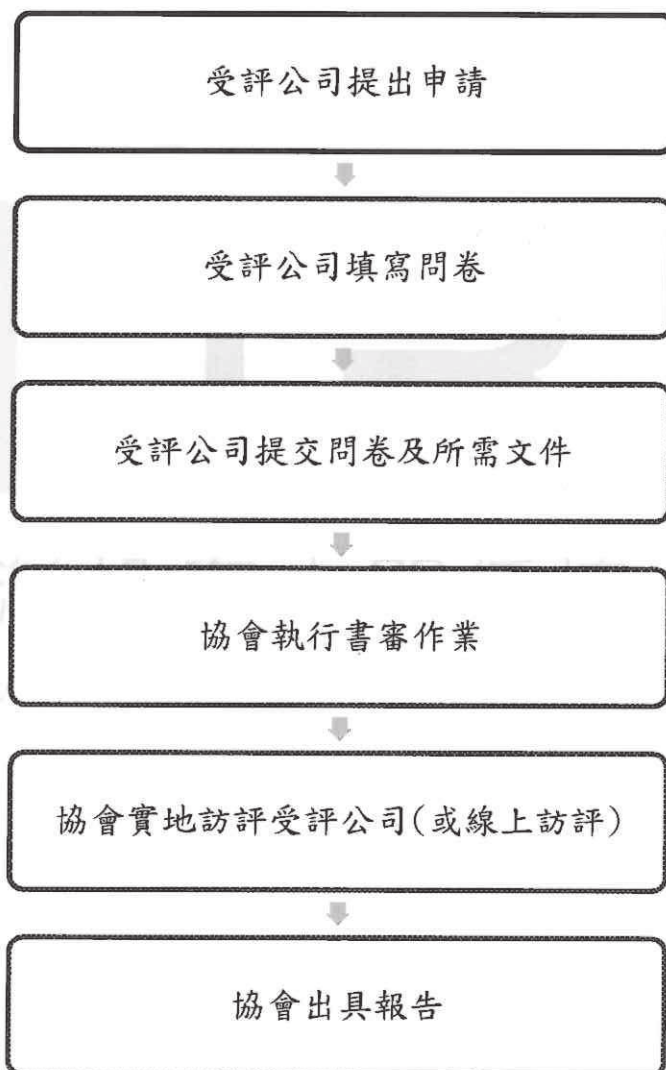 受評公司提出申請
受評公司填寫問卷
受評公司提交問卷及所需文件
協會執行書審作業
協會實地訪評受評公司(或線上訪評)
協會出具報告